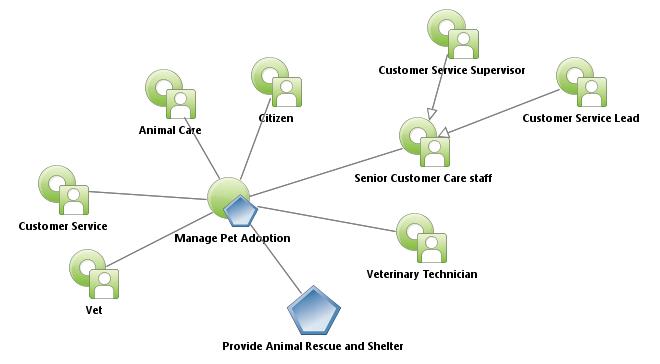 Customer Service Supervisor
Citizen
Customer Service Lead
Animal Care
Senior Customer Care staff
Customer Service
Manage Pet Adoption
Veterinary Technician
Vet
Provide Animal Rescue and Shelter